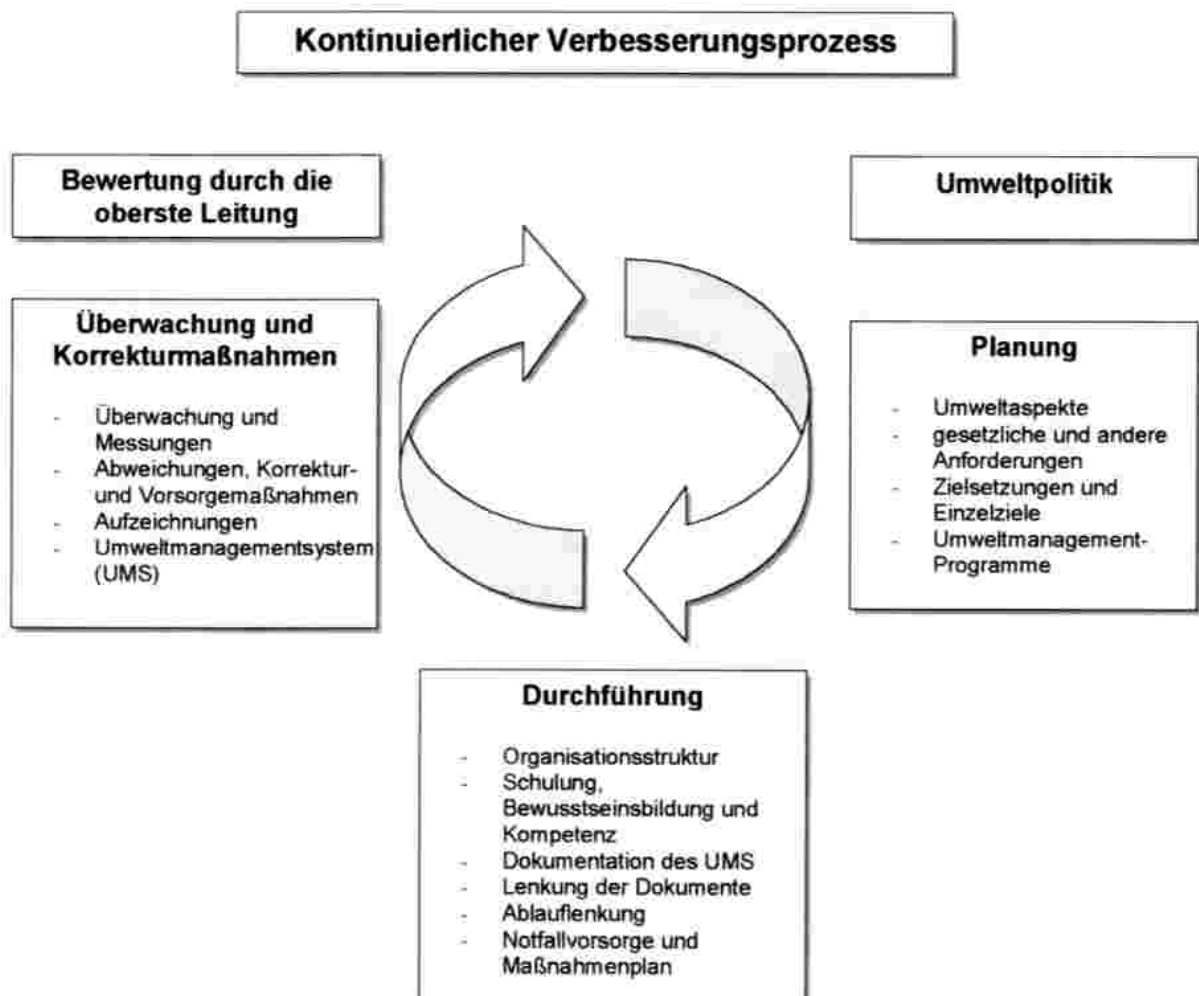 Kontinuierlicher Verbesserungsprozess
Bewertung durch die
oberste Leitung
Umweltpolitik
Überwachung und
Korrekturmaßnahmen
- Überwachung und
Messungen
- Abweichungen, Korrektur-
und Vorsorgemaßnahmen
- Aufzeichnungen
- Umweltmanagementsystem
(UMS)
Planung
- Umweltaspekte
- gesetzliche und andere
Anforderungen
- Zielsetzungen und
Einzelziele
- Umweltmanagement-
Programme
Durchführung
- Organisationsstruktur
- Schulung,
Bewusstseinsbildung und
Kompetenz
- Dokumentation des UMS
- Lenkung der Dokumente
- Ablauflenkung
- Notfallvorsorge und
Maßnahmenplan